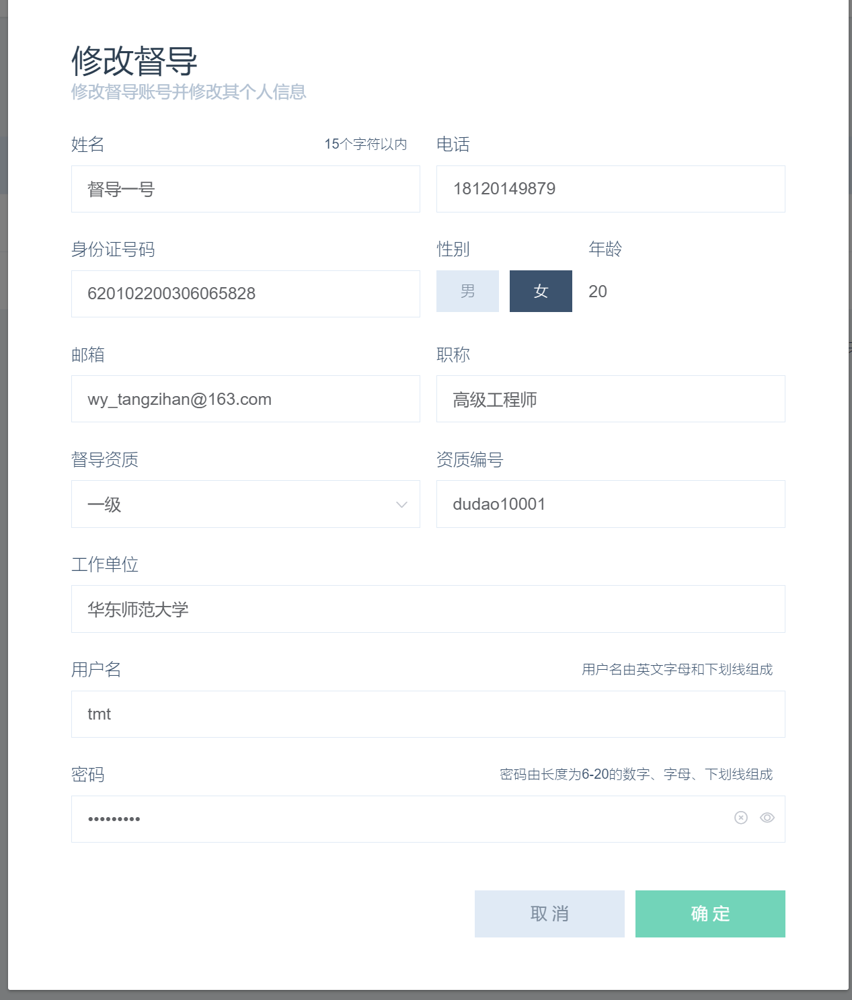 修改督导
修改督导账号并修改其个人信息
姓名 15个字符以内 电话
督导一号 18120149879
身份证号码 性别 年龄
620102200306065828 男 女 20
邮箱 职称
wy_tangzihan@163.com 高级工程师
督导资质 资质编号
一级 dudao10001
工作单位
华东师范大学
用户名 用户名由英文字母和下划线组成
tmt
密码 密码由长度为6-20的数字、字母、下划线组成
•••••••••
取消 确定